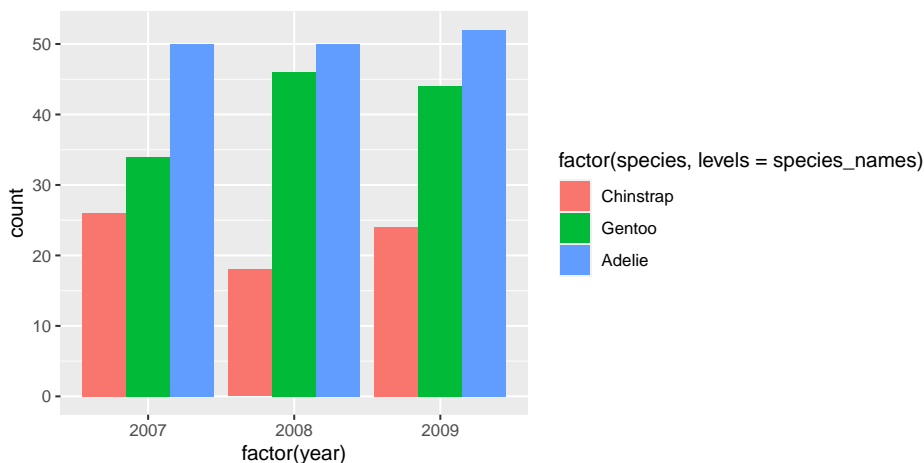 50
40
30
20
10
0
count
2007 2008 2009
factor(year)
factor(species, levels = species_names)
Chinstrap
Gentoo
Adelie